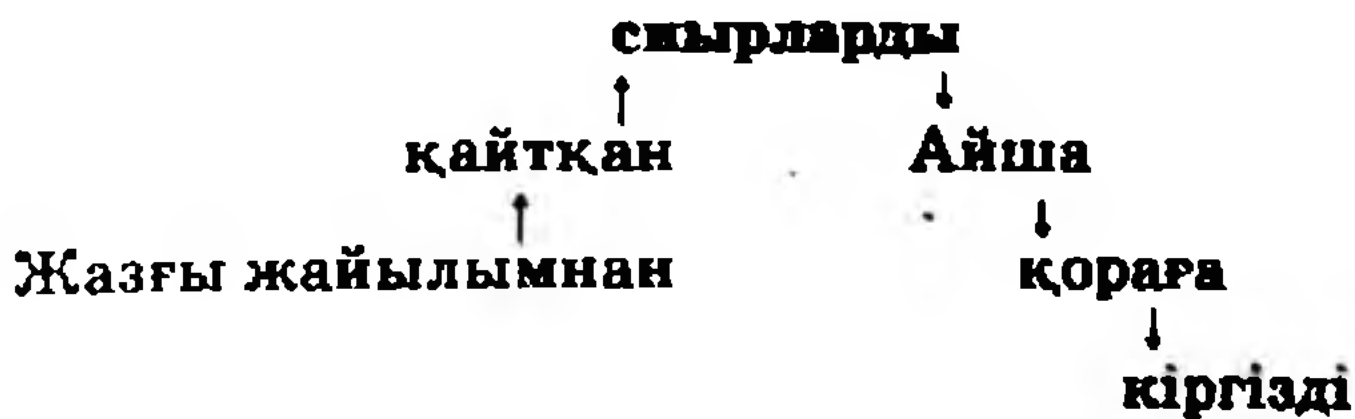 сиырларды
қайтқан Айша
Жазғы жайылымнан қораға
кіргізді